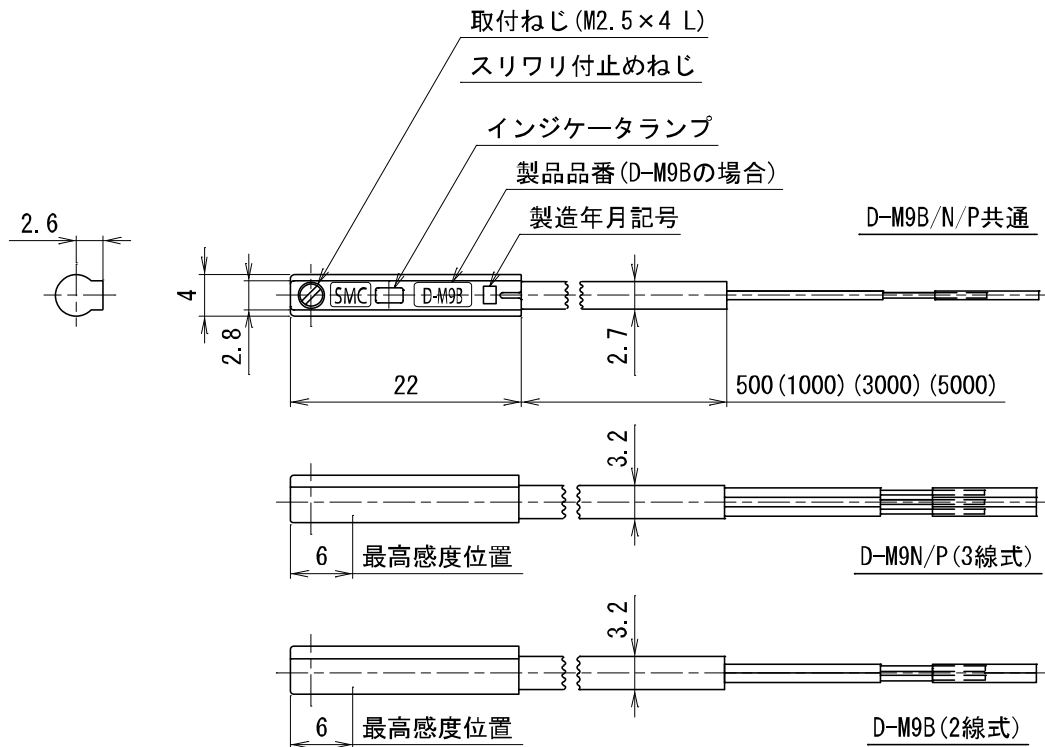 取付ねじ(M2.5×4 L)
スリワリ付止めねじ
インジケータランプ
製品品番(D-M9Bの場合)
製造年月記号
D-M9B/N/P共通
2.6
4
2.8
SMC
D-M9B
2.7
22
500(1000)(3000)(5000)
3.2
6 最高感度位置
D-M9N/P(3線式)
3.2
6 最高感度位置
D-M9B(2線式)